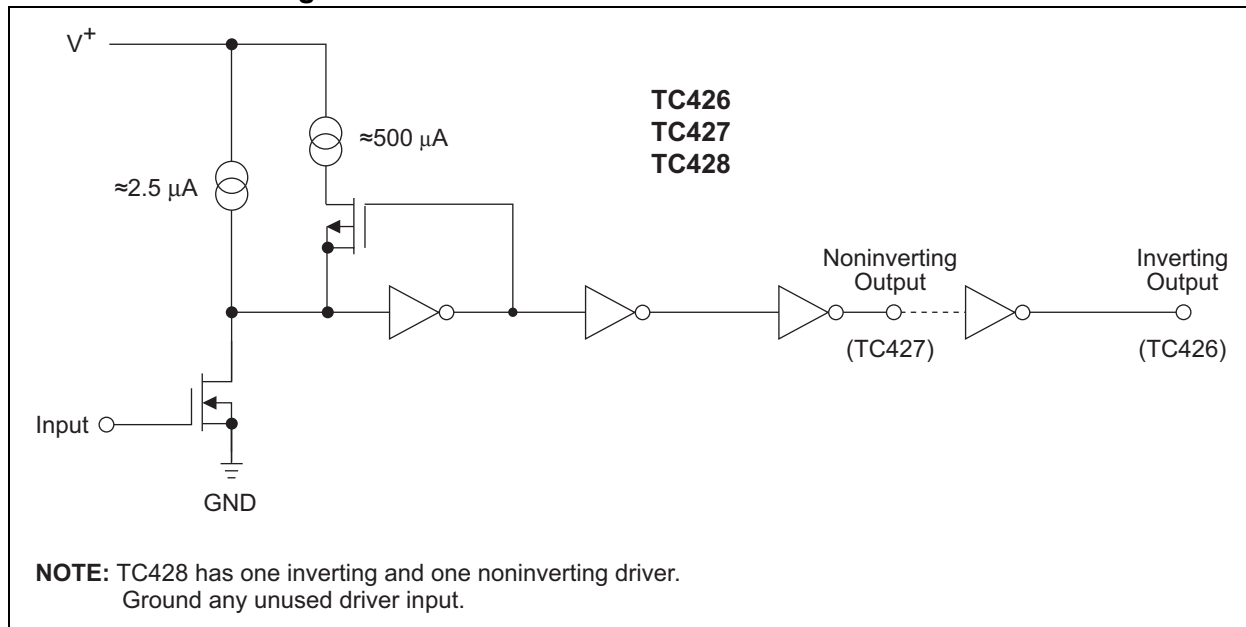 V+
≈500 μA
≈2.5 μA
TC426
TC427
TC428
Noninverting
Output
(TC427)
Inverting
Output
(TC426)
Input
GND
NOTE: TC428 has one inverting and one noninverting driver.
Ground any unused driver input.